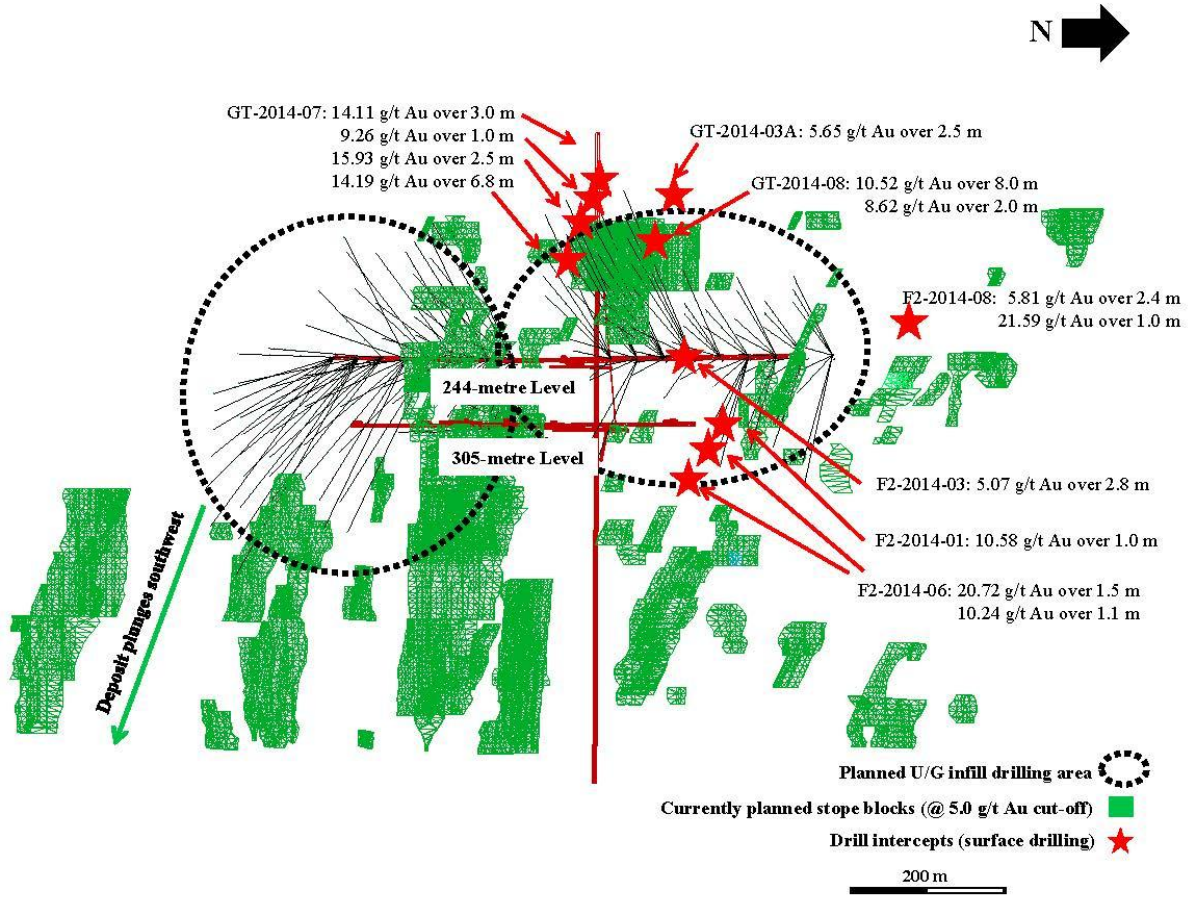 N
GT-2014-07: 14.11 g/t Au over 3.0 m
9.26 g/t Au over 1.0 m
15.93 g/t Au over 2.5 m
14.19 g/t Au over 6.8 m
GT-2014-03A: 5.65 g/t Au over 2.5 m
GT-2014-08: 10.52 g/t Au over 8.0 m
8.62 g/t Au over 2.0 m
F2-2014-08: 5.81 g/t Au over 2.4 m
21.59 g/t Au over 1.0 m
244-metre Level
305-metre Level
F2-2014-03: 5.07 g/t Au over 2.8 m
F2-2014-01: 10.58 g/t Au over 1.0 m
F2-2014-06: 20.72 g/t Au over 1.5 m
10.24 g/t Au over 1.1 m
Deposit plunges southwest
Planned U/G infill drilling area
Currently planned stope blocks (@ 5.0 g/t Au cut-off)
Drill intercepts (surface drilling)
200 m